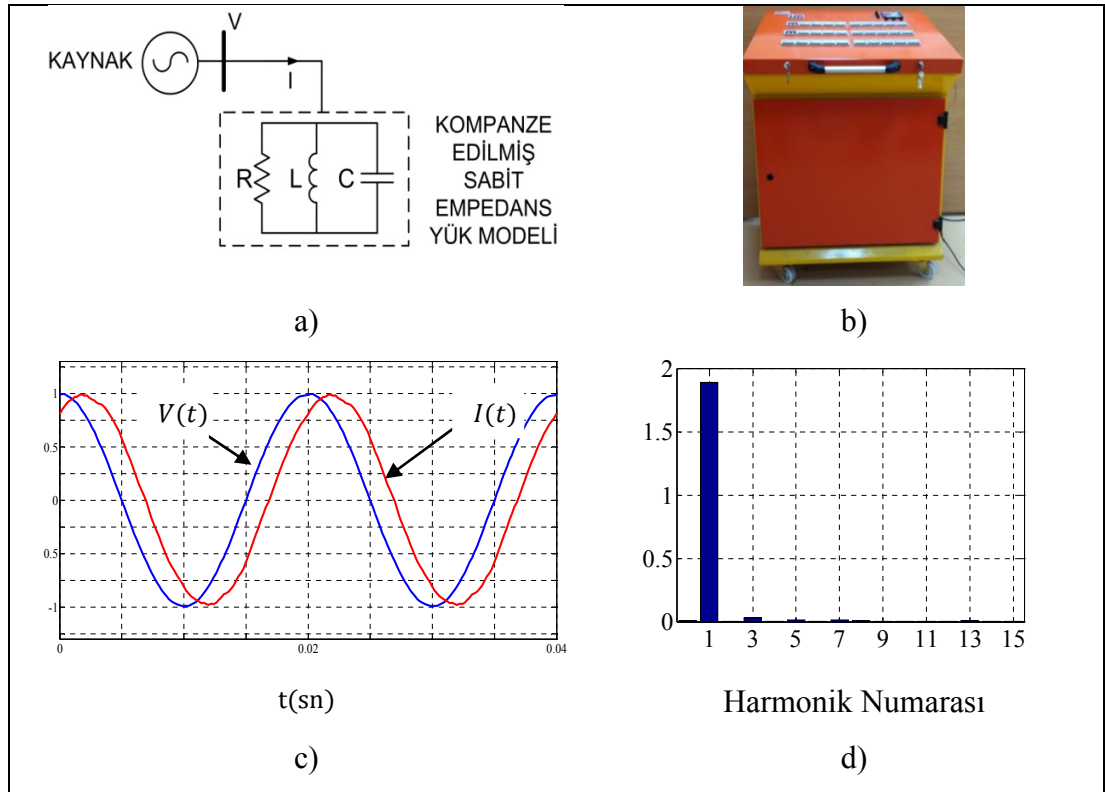 V
KAYNAK
I
R
L
C
KOMPANZE
EDİLMİŞ
SABİT
EMPEDANS
YÜK MODELİ
a)
b)
1
0.5
0
0.5
-1
0
0.02
0.04
V(t)
I(t)
t(sn)
c)
2
1.5
1
0.5
0
1
3
5
7
9
11
13
15
Harmonik Numarası
d)